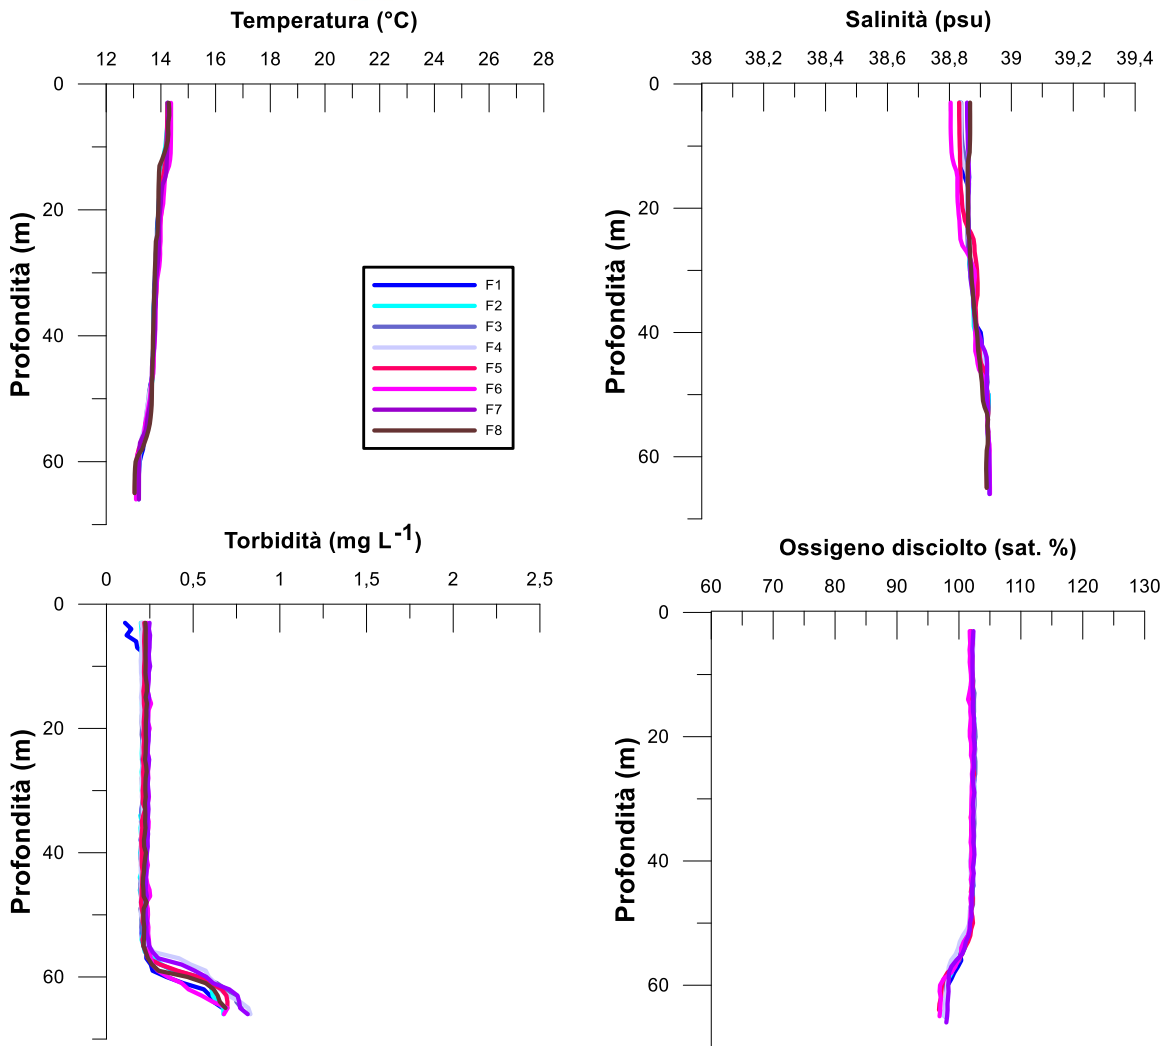 Temperatura (°C)
12 14 16 18 20 22 24 26 28
0
20
40
60
Profondità (m)
F1
F2
F3
F4
F5
F6
F7
F8
Salinità (psu)
38 38,2 38,4 38,6 38,8 39 39,2 39,4
0
20
40
60
Profondità (m)
Torbidità (mg L-1)
0 0,5 1 1,5 2 2,5
0
20
40
60
Profondità (m)
Ossigeno disciolto (sat. %)
60 70 80 90 100 110 120 130
0
20
40
60
Profondità (m)